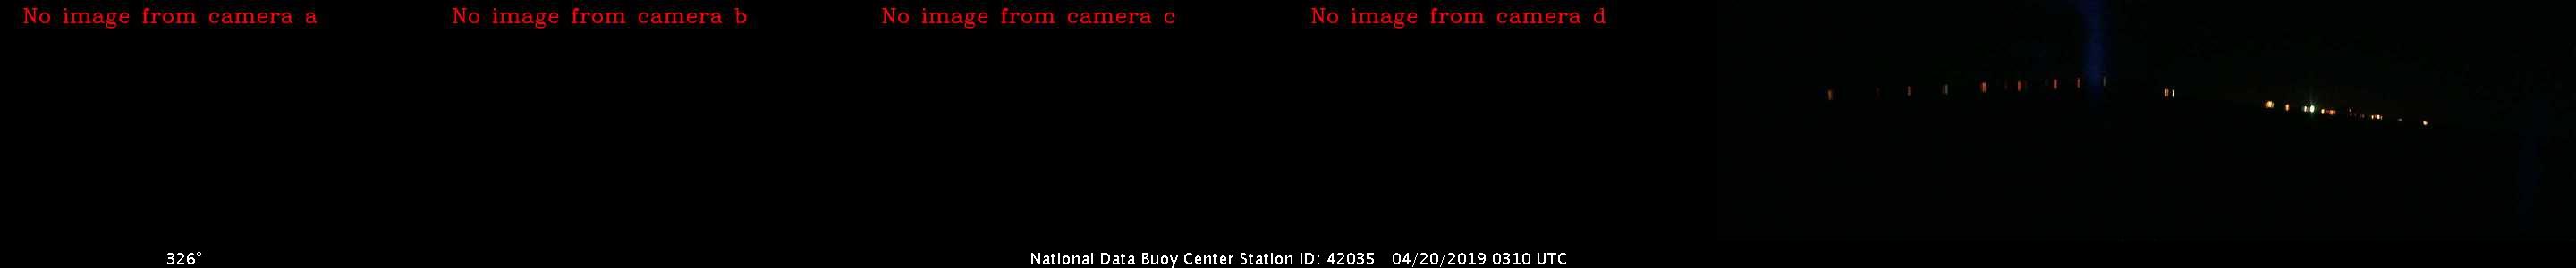 No image from camera a
No image from camera b
No image from camera c
No image from camera d
326° National Data Buoy Center Station ID: 42035 04/20/2019 0310 UTC